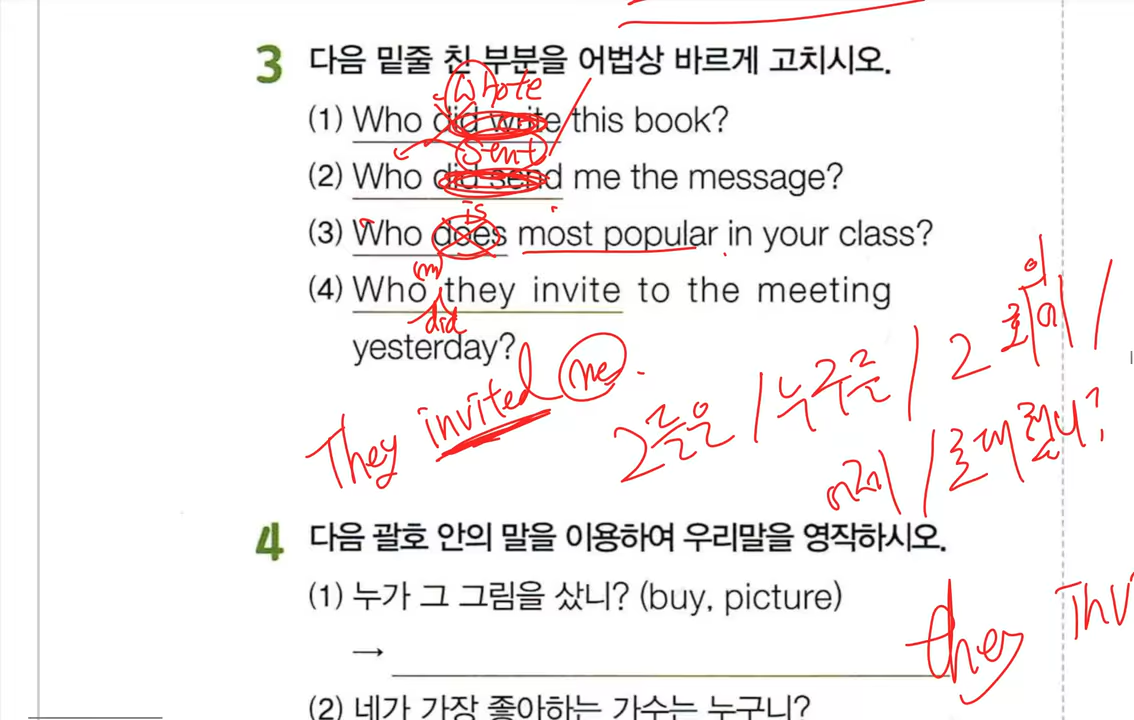 3 다음 밑줄 친 부분을 어법상 바르게 고치시오.
wrote
(1) Who did write this book?
sent
(2) Who did send me the message?
is
(3) Who does most popular in your class?
(m)
(4) Who they invite to the meeting
did
yesterday?
They invited me.
그들은 / 누구를 / 그 회의에 /
어제 / 초대했니?
4 다음 괄호 안의 말을 이용하여 우리말을 영작하시오.
(1) 누가 그 그림을 샀니? (buy, picture)
→
they
(2) 네가 가장 좋아하는 가수는 누구니?